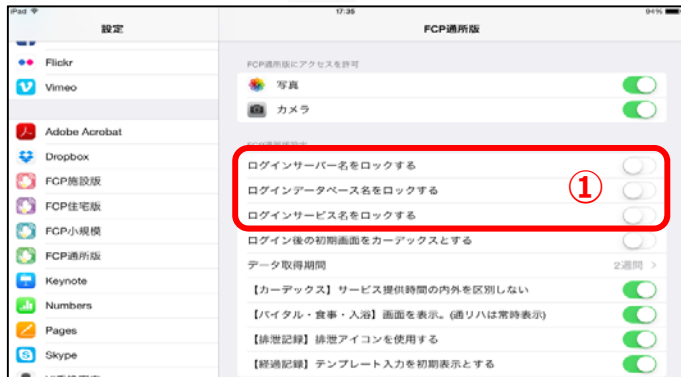 iPad
17:35
94%
設定
FCP通所版
Flickr
Vimeo
Adobe Acrobat
Dropbox
FCP施設版
FCP住宅版
FCP小規模
FCP通所版
Keynote
Numbers
Pages
Skype
FCP通所版にアクセスを許可
写真
カメラ
FCP通所版設定
ログインサーバー名をロックする
ログインデータベース名をロックする
ログインサービス名をロックする
①
ログイン後の初期画面をカーデックスとする
データ取得期間
2週間
【カーデックス】サービス提供時間の内外を区別しない
【バイタル・食事・入浴】画面を表示。(通リハは常時表示)
【排泄記録】排泄アイコンを使用する
【経過記録】テンプレート入力を初期表示とする